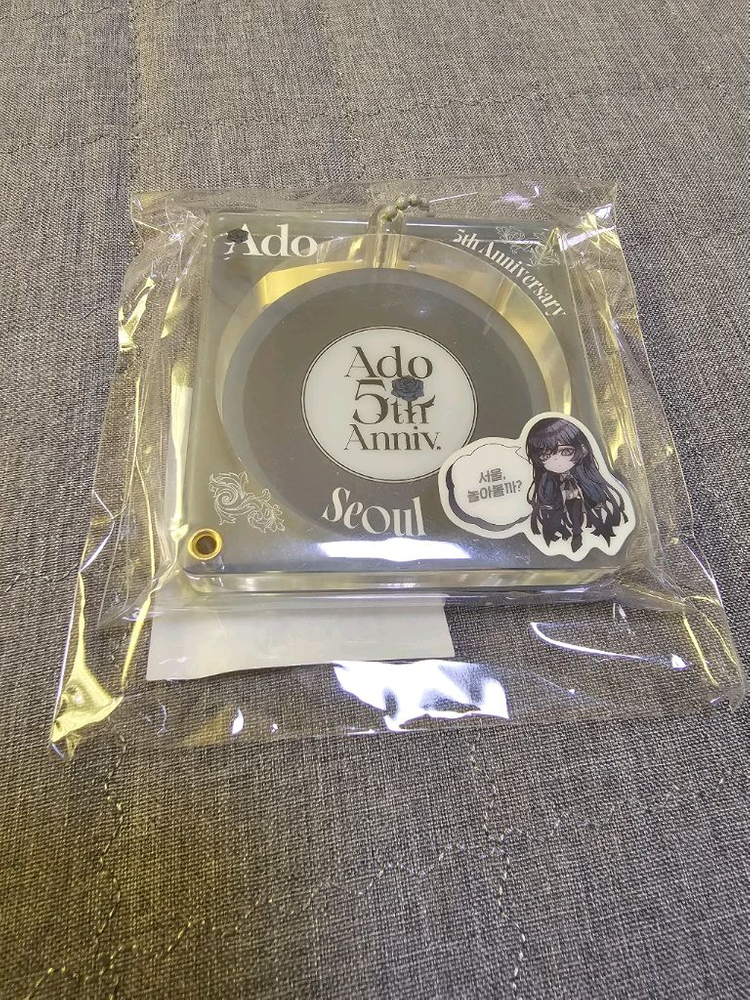 Ado
5th Anniversary
Ado
5th
Anniv.
서울,
놀아볼까?
Seoul